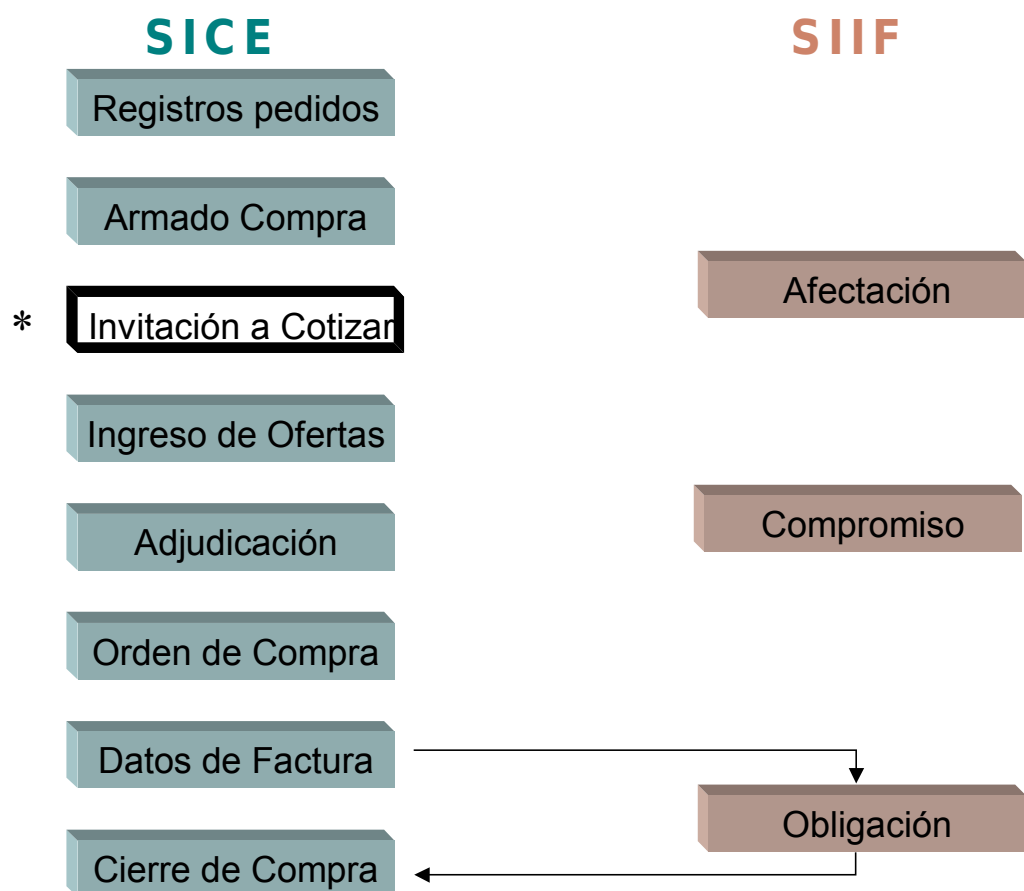 SICE
SIIF
Registros pedidos
Armado Compra
Afectación
* Invitación a Cotizar
Ingreso de Ofertas
Compromiso
Adjudicación
Orden de Compra
Datos de Factura
Obligación
Cierre de Compra